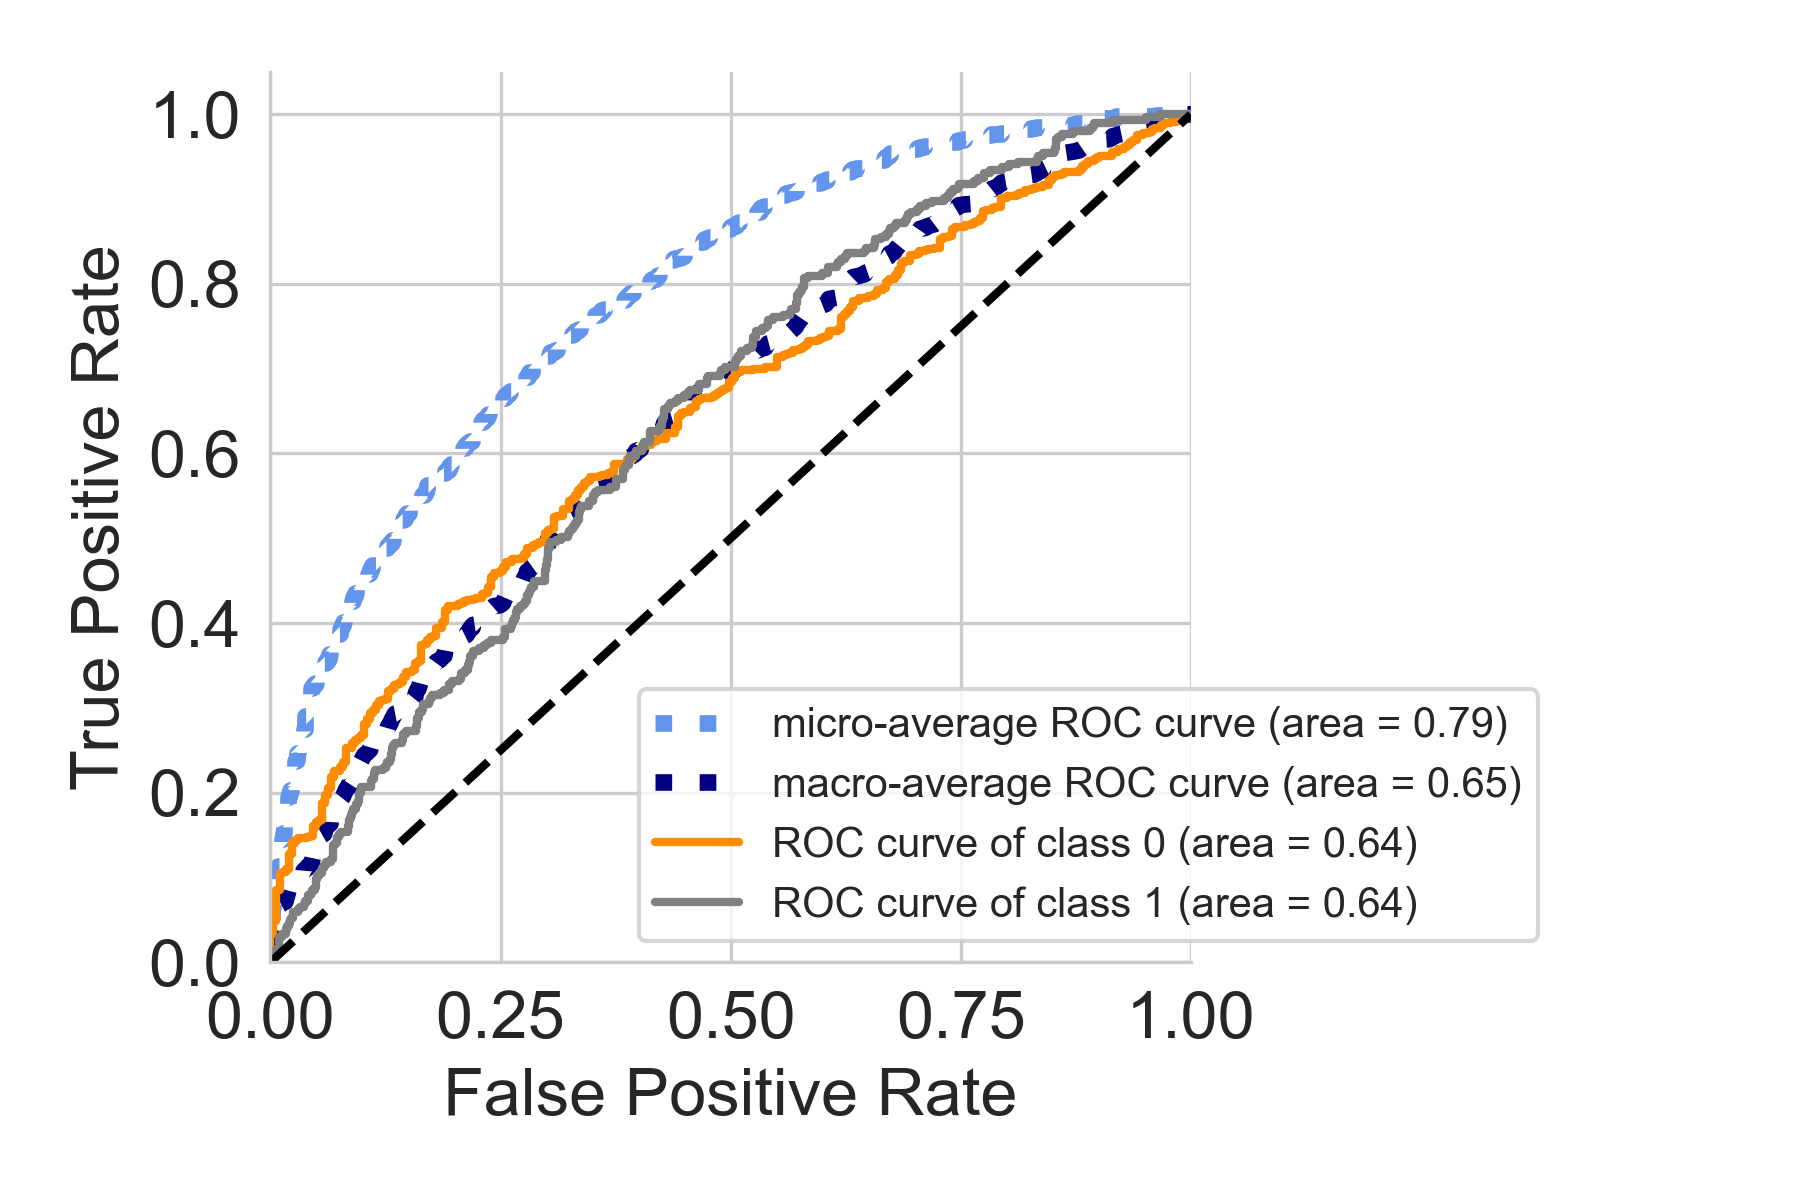 1.0
0.8
0.6
0.4
0.2
0.0
True Positive Rate
micro-average ROC curve (area = 0.79)
macro-average ROC curve (area = 0.65)
ROC curve of class 0 (area = 0.64)
ROC curve of class 1 (area = 0.64)
0.00 0.25 0.50 0.75 1.00
False Positive Rate